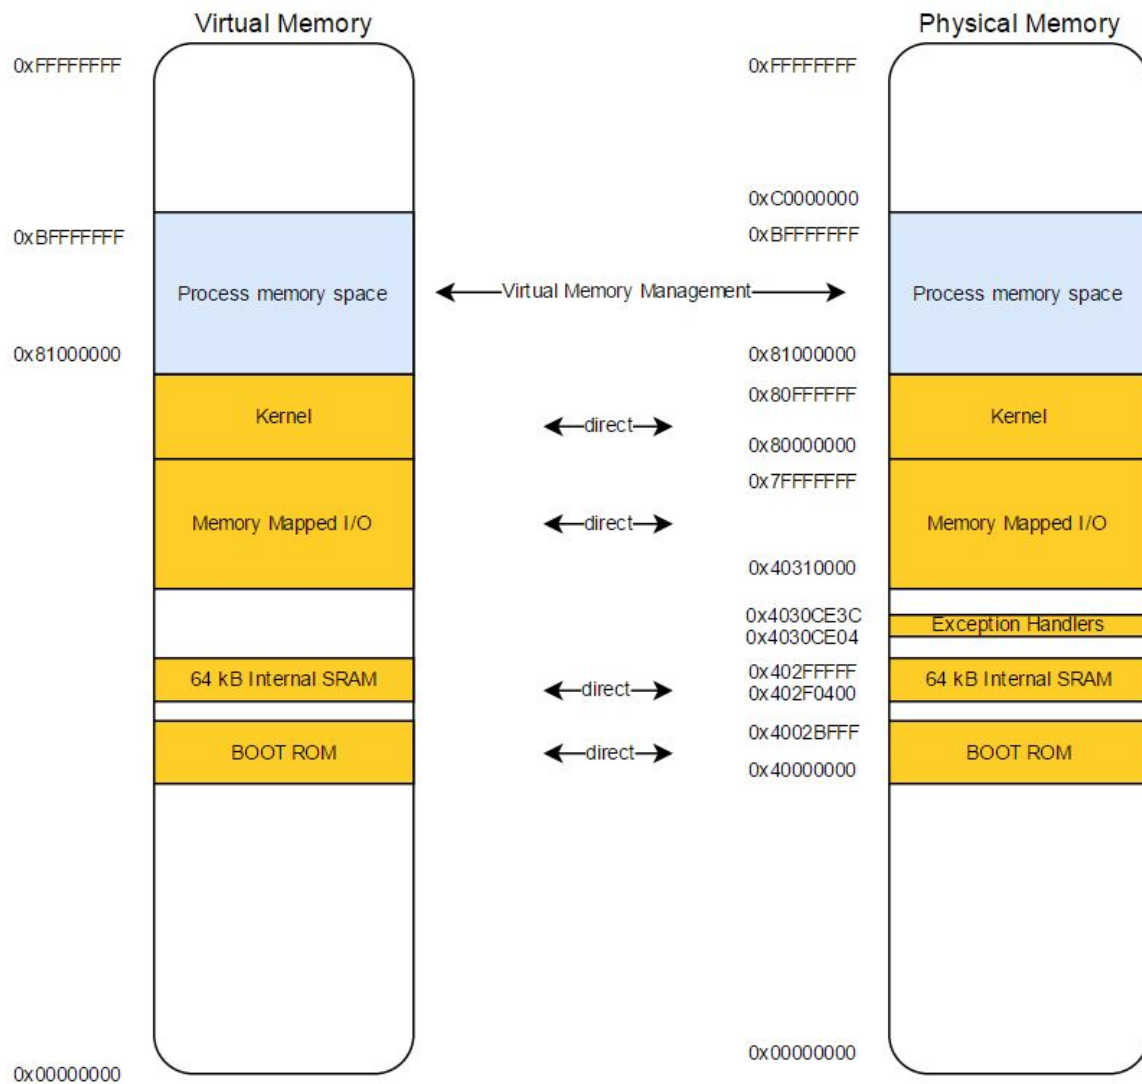 Virtual Memory
Physical Memory
0xFFFFFFFF
0xFFFFFFFF
0xC0000000
0xBFFFFFFF
0xBFFFFFFF
Process memory space
Virtual Memory Management
Process memory space
0x81000000
0x81000000
0x80FFFFFF
Kernel
direct
Kernel
0x80000000
0x7FFFFFFF
Memory Mapped I/O
direct
Memory Mapped I/O
0x40310000
0x4030CE3C
Exception Handlers
0x4030CE04
0x402FFFFF
64 kB Internal SRAM
direct
64 kB Internal SRAM
0x402F0400
0x4002BFFF
BOOT ROM
direct
BOOT ROM
0x40000000
0x00000000
0x00000000